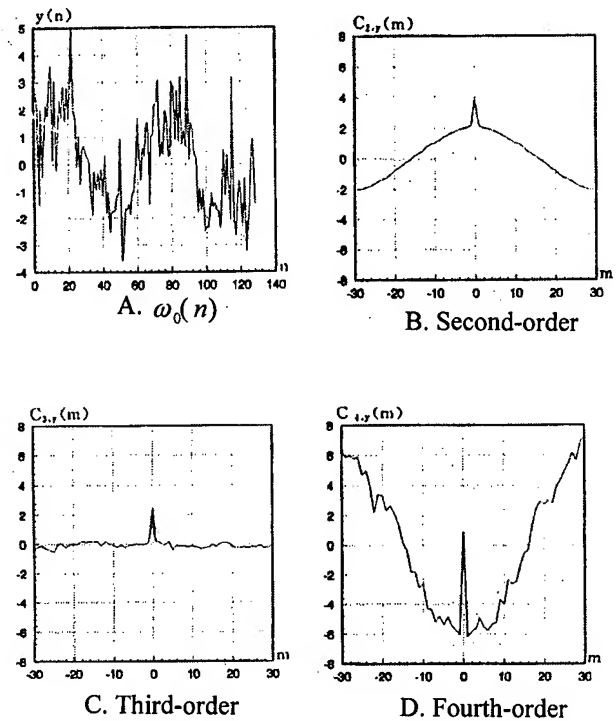 y(n)
5
4
3
2
1
0
-1
-2
-3
-4
0 20 40 60 80 100 120 140
n
A. ω₀(n)
C₂,y(m)
8
6
4
2
0
-2
-4
-6
-8
-30 -20 -10 0 10 20 30
m
B. Second-order
C₃,y(m)
8
6
4
2
0
-2
-4
-6
-8
-30 -20 -10 0 10 20 30
m
C. Third-order
C₄,y(m)
8
6
4
2
0
-2
-4
-6
-8
-30 -20 -10 0 10 20 30
m
D. Fourth-order